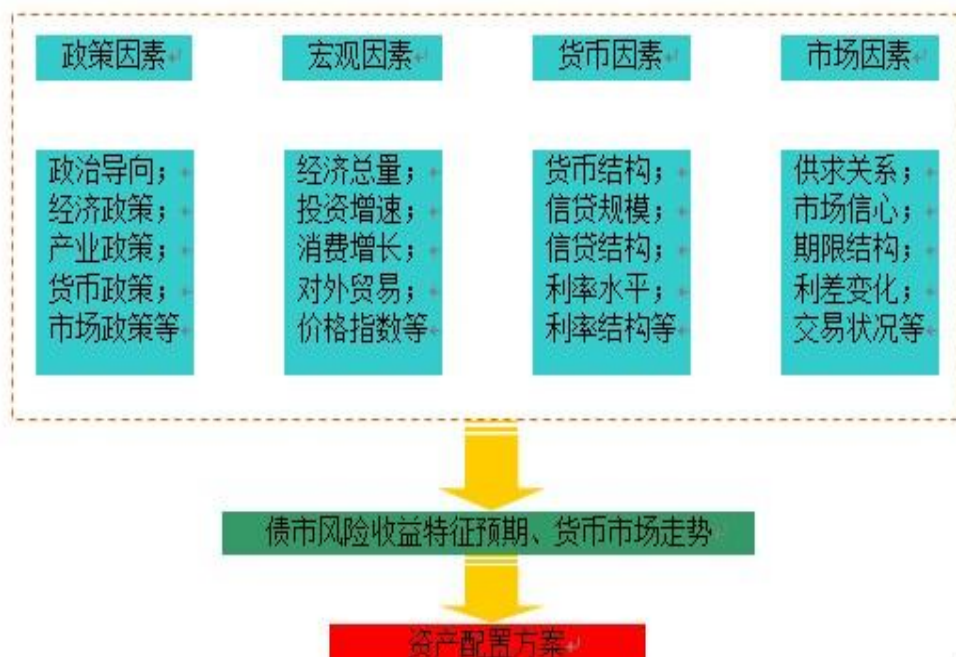 政策因素
宏观因素
货币因素
市场因素
政治导向；
经济政策；
产业政策；
货币政策；
市场政策等
经济总量；
投资增速；
消费增长；
对外贸易；
价格指数等
货币结构；
信贷规模；
信贷结构；
利率水平；
利率结构等
供求关系；
市场信心；
期限结构；
利差变化；
交易状况等
债市风险收益特征预期、货币市场走势
资产配置方案